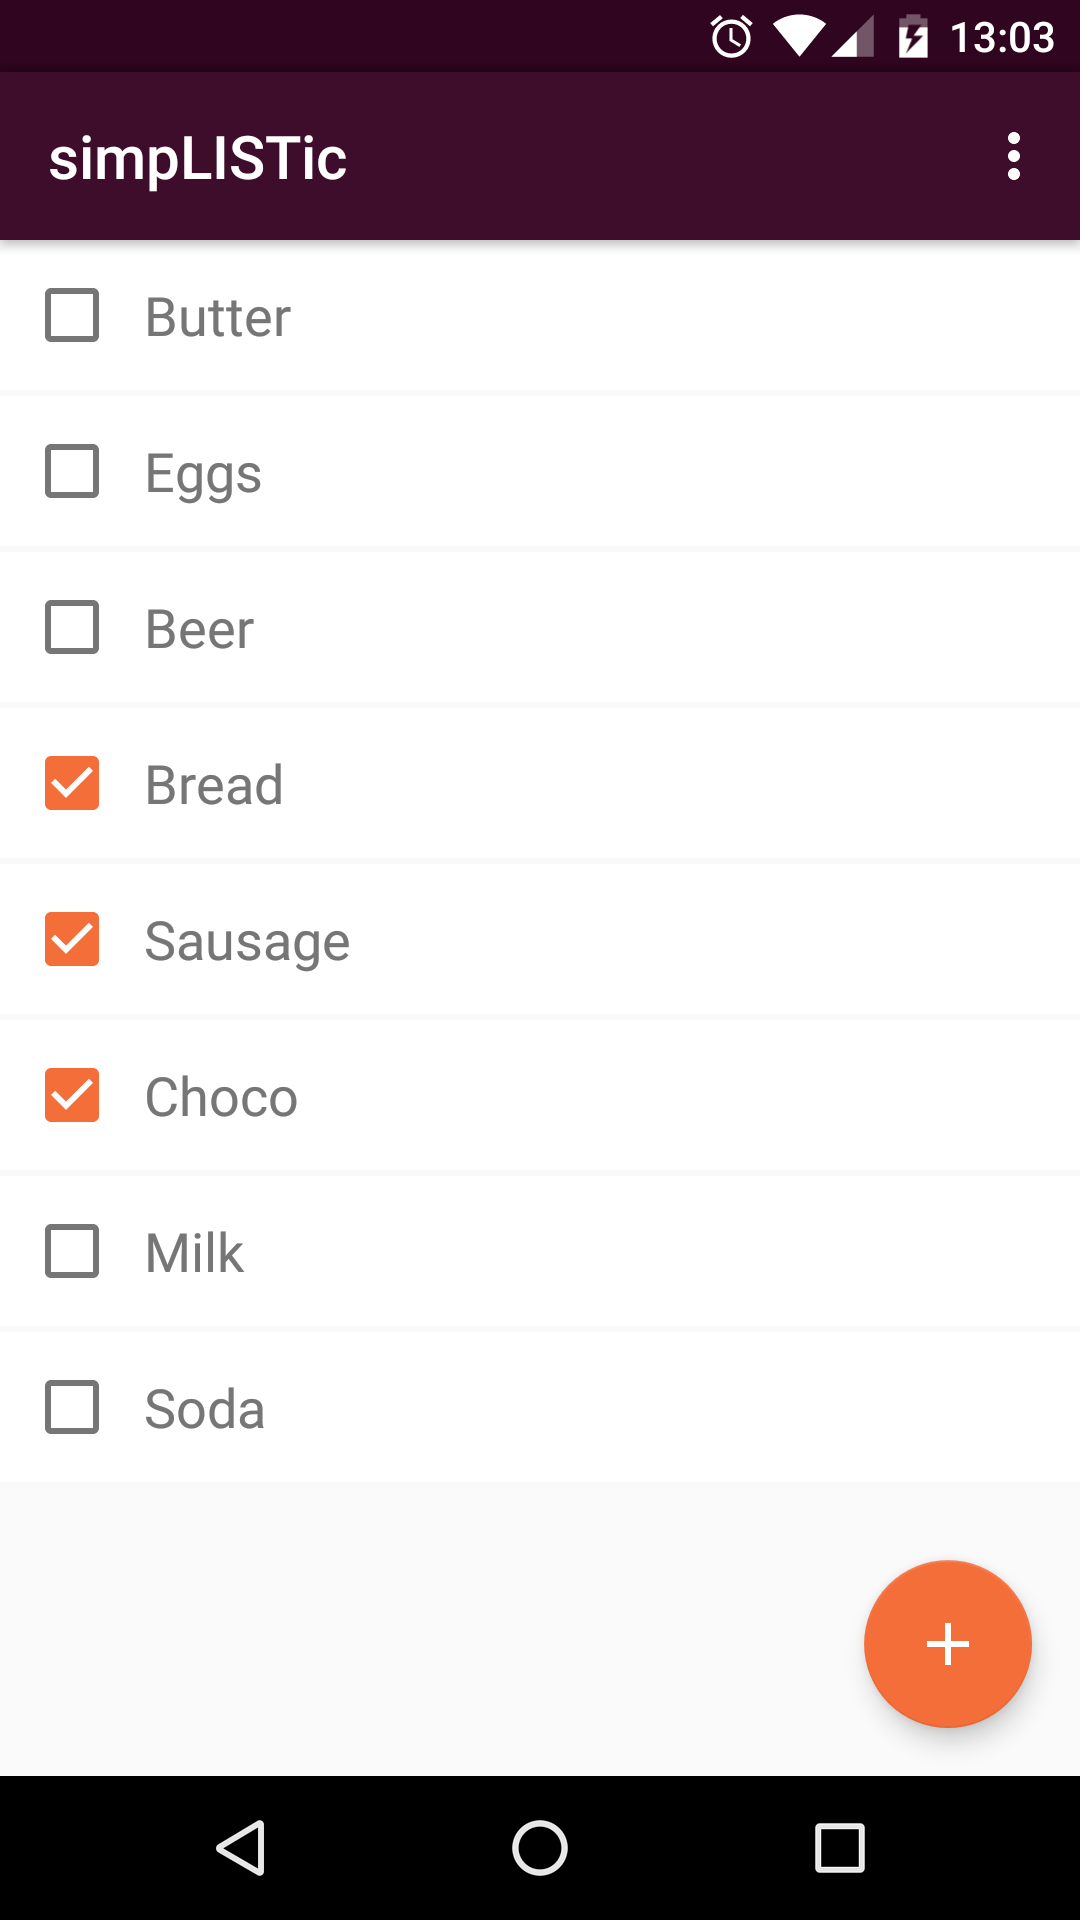 13:03
simpLISTic
Butter
Eggs
Beer
Bread
Sausage
Choco
Milk
Soda